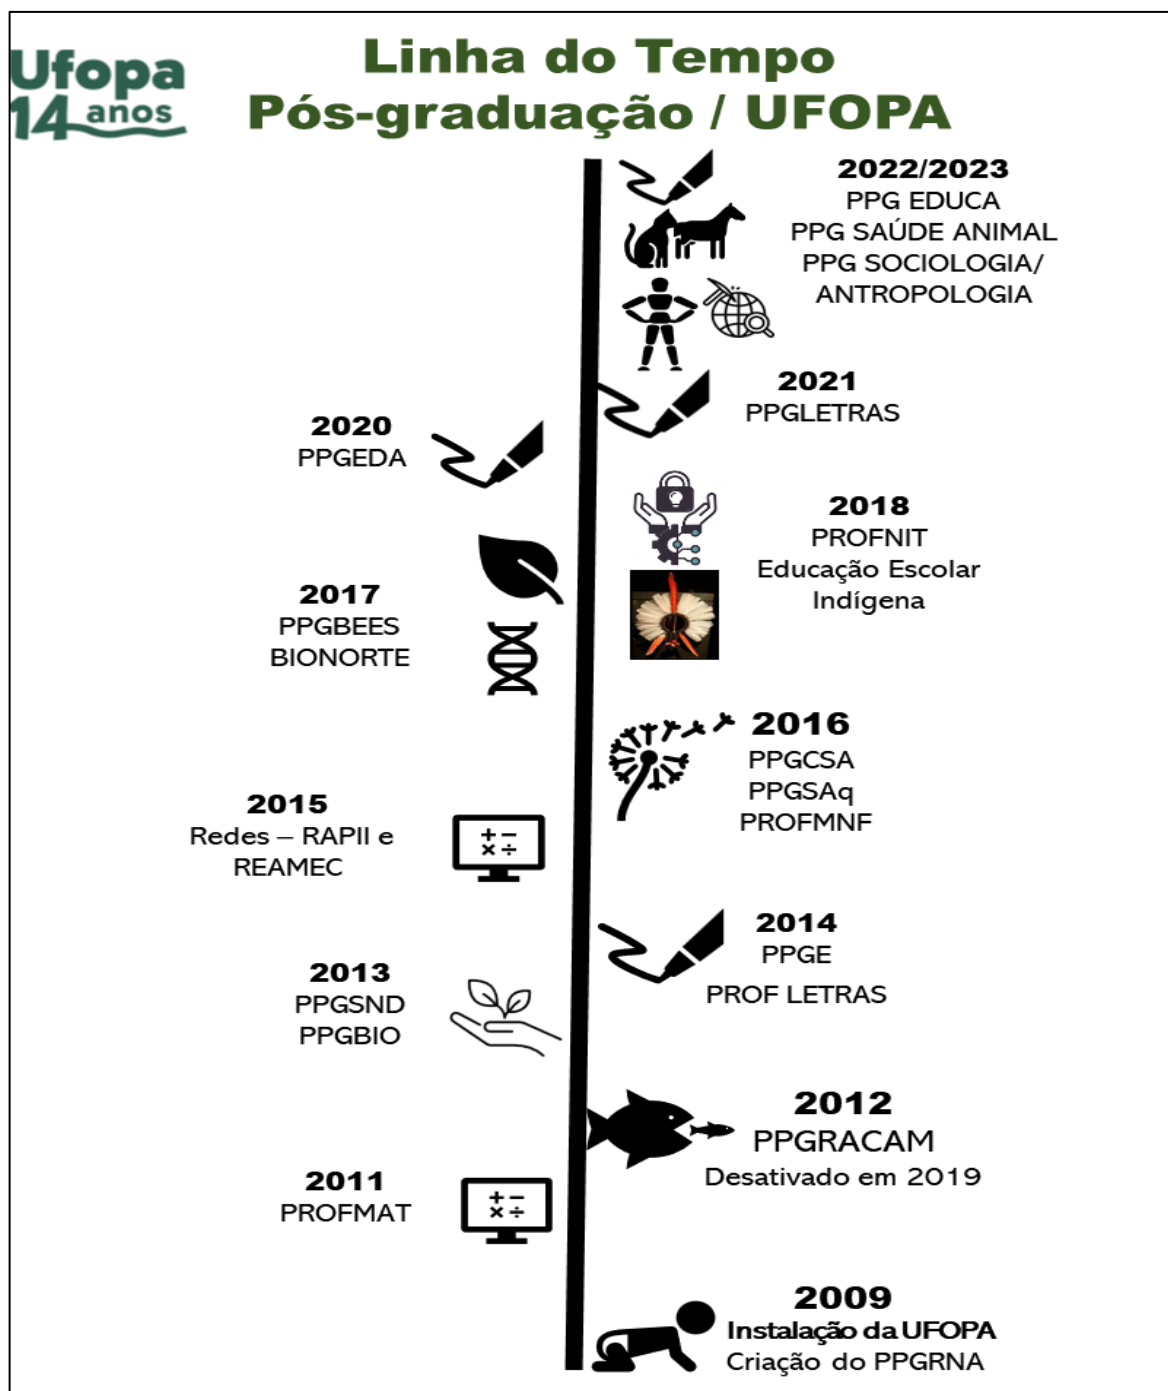 Ufopa
14 anos
Linha do Tempo
Pós-graduação / UFOPA
2022/2023
PPG EDUCA
PPG SAÚDE ANIMAL
PPG SOCIOLOGIA/
ANTROPOLOGIA
2021
PPGLETRAS
2020
PPGEDA
2018
PROFNIT
Educação Escolar
Indígena
2017
PPGBEES
BIONORTE
2016
PPGCSA
PPGSAq
PROFMNF
2015
Redes – RAPII e
REAMEC
2014
PPGE
PROF LETRAS
2013
PPGSND
PPGBIO
2012
PPGRACAM
Desativado em 2019
2011
PROFMAT
2009
Instalação da UFOPA
Criação do PPGRNA